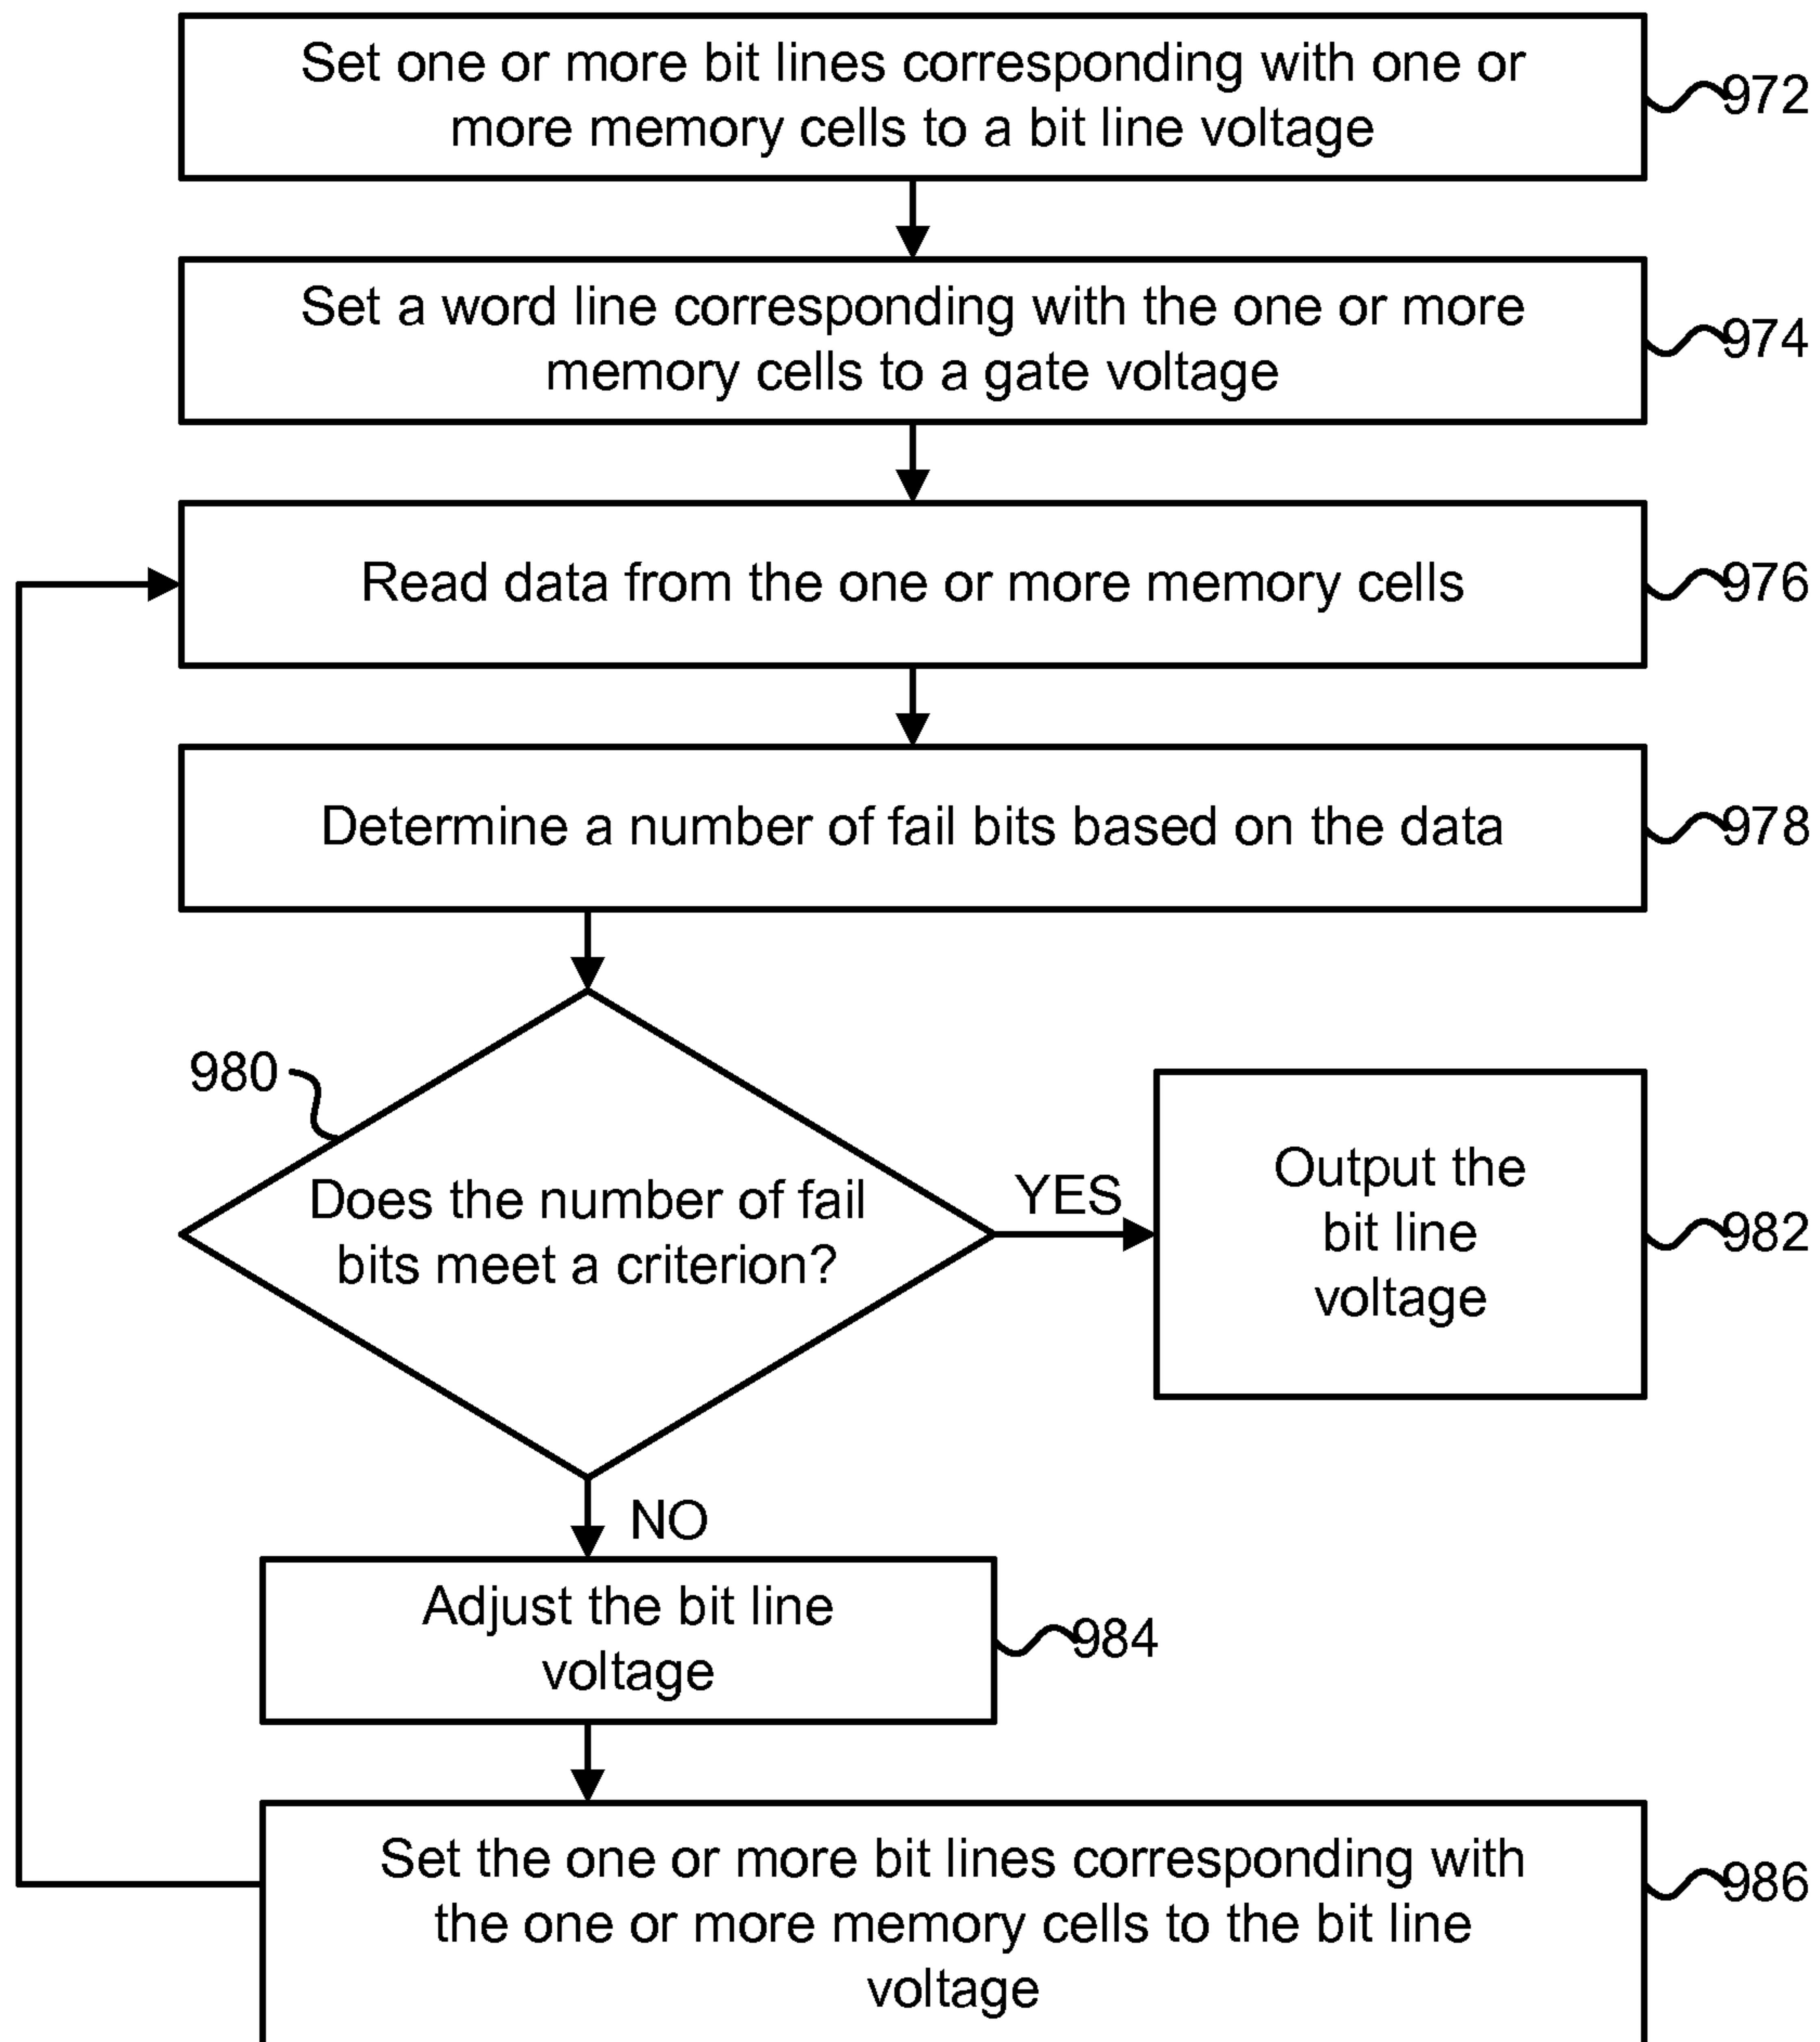 Set one or more bit lines corresponding with one or
more memory cells to a bit line voltage
972
Set a word line corresponding with the one or more
memory cells to a gate voltage
974
Read data from the one or more memory cells
976
Determine a number of fail bits based on the data
978
980
Does the number of fail
bits meet a criterion?
YES
Output the
bit line
voltage
982
NO
Adjust the bit line
voltage
984
Set the one or more bit lines corresponding with
the one or more memory cells to the bit line
voltage
986